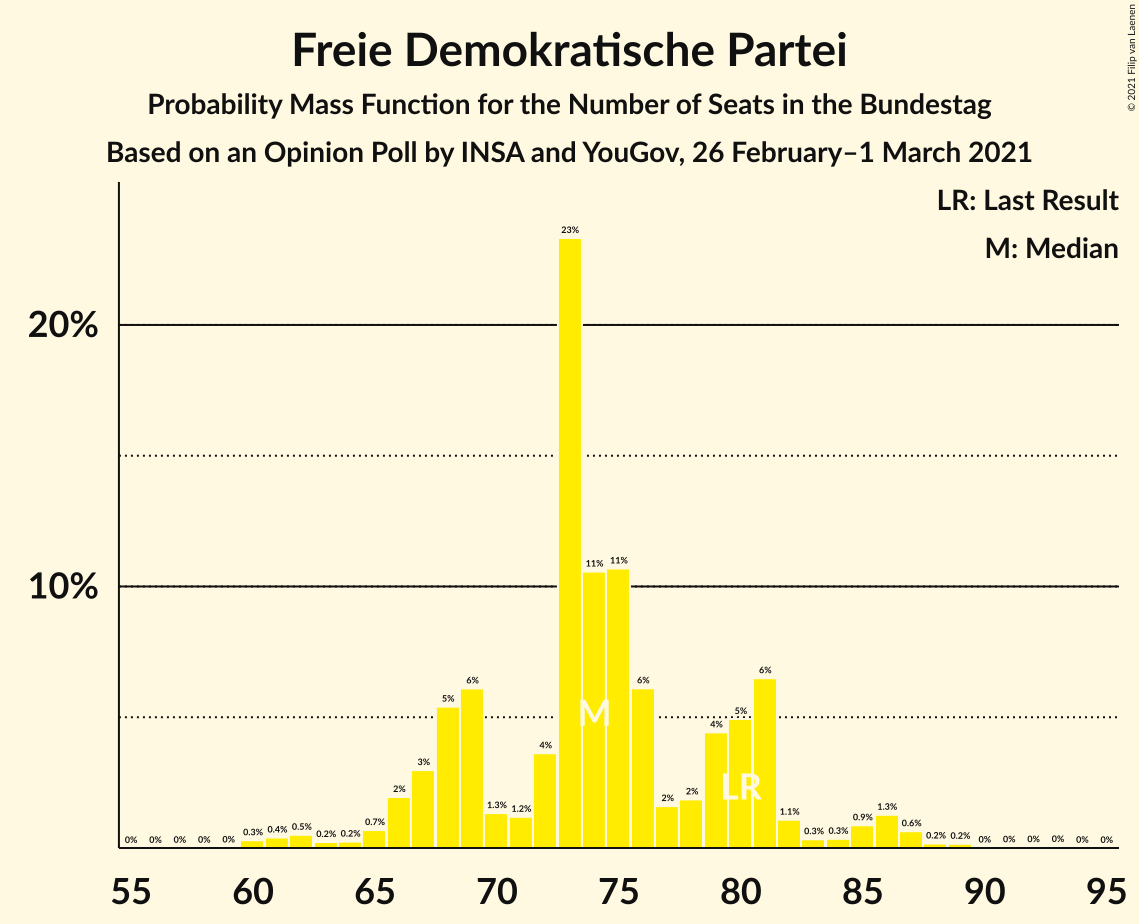 Freie Demokratische Partei
Probability Mass Function for the Number of Seats in the Bundestag
Based on an Opinion Poll by INSA and YouGov, 26 February–1 March 2021
© 2021 Filip van Laenen
LR: Last Result
M: Median
20%
10%
0% 0% 0% 0% 0% 0.3% 0.4% 0.5% 0.2% 0.2% 0.7% 2% 3% 5% 6% 1.3% 1.2% 4% 23% 11% 11% 6% 2% 2% 4% 5% 6% 1.1% 0.3% 0.3% 0.9% 1.3% 0.6% 0.2% 0.2% 0% 0% 0% 0% 0% 0%
M
LR
55 60 65 70 75 80 85 90 95